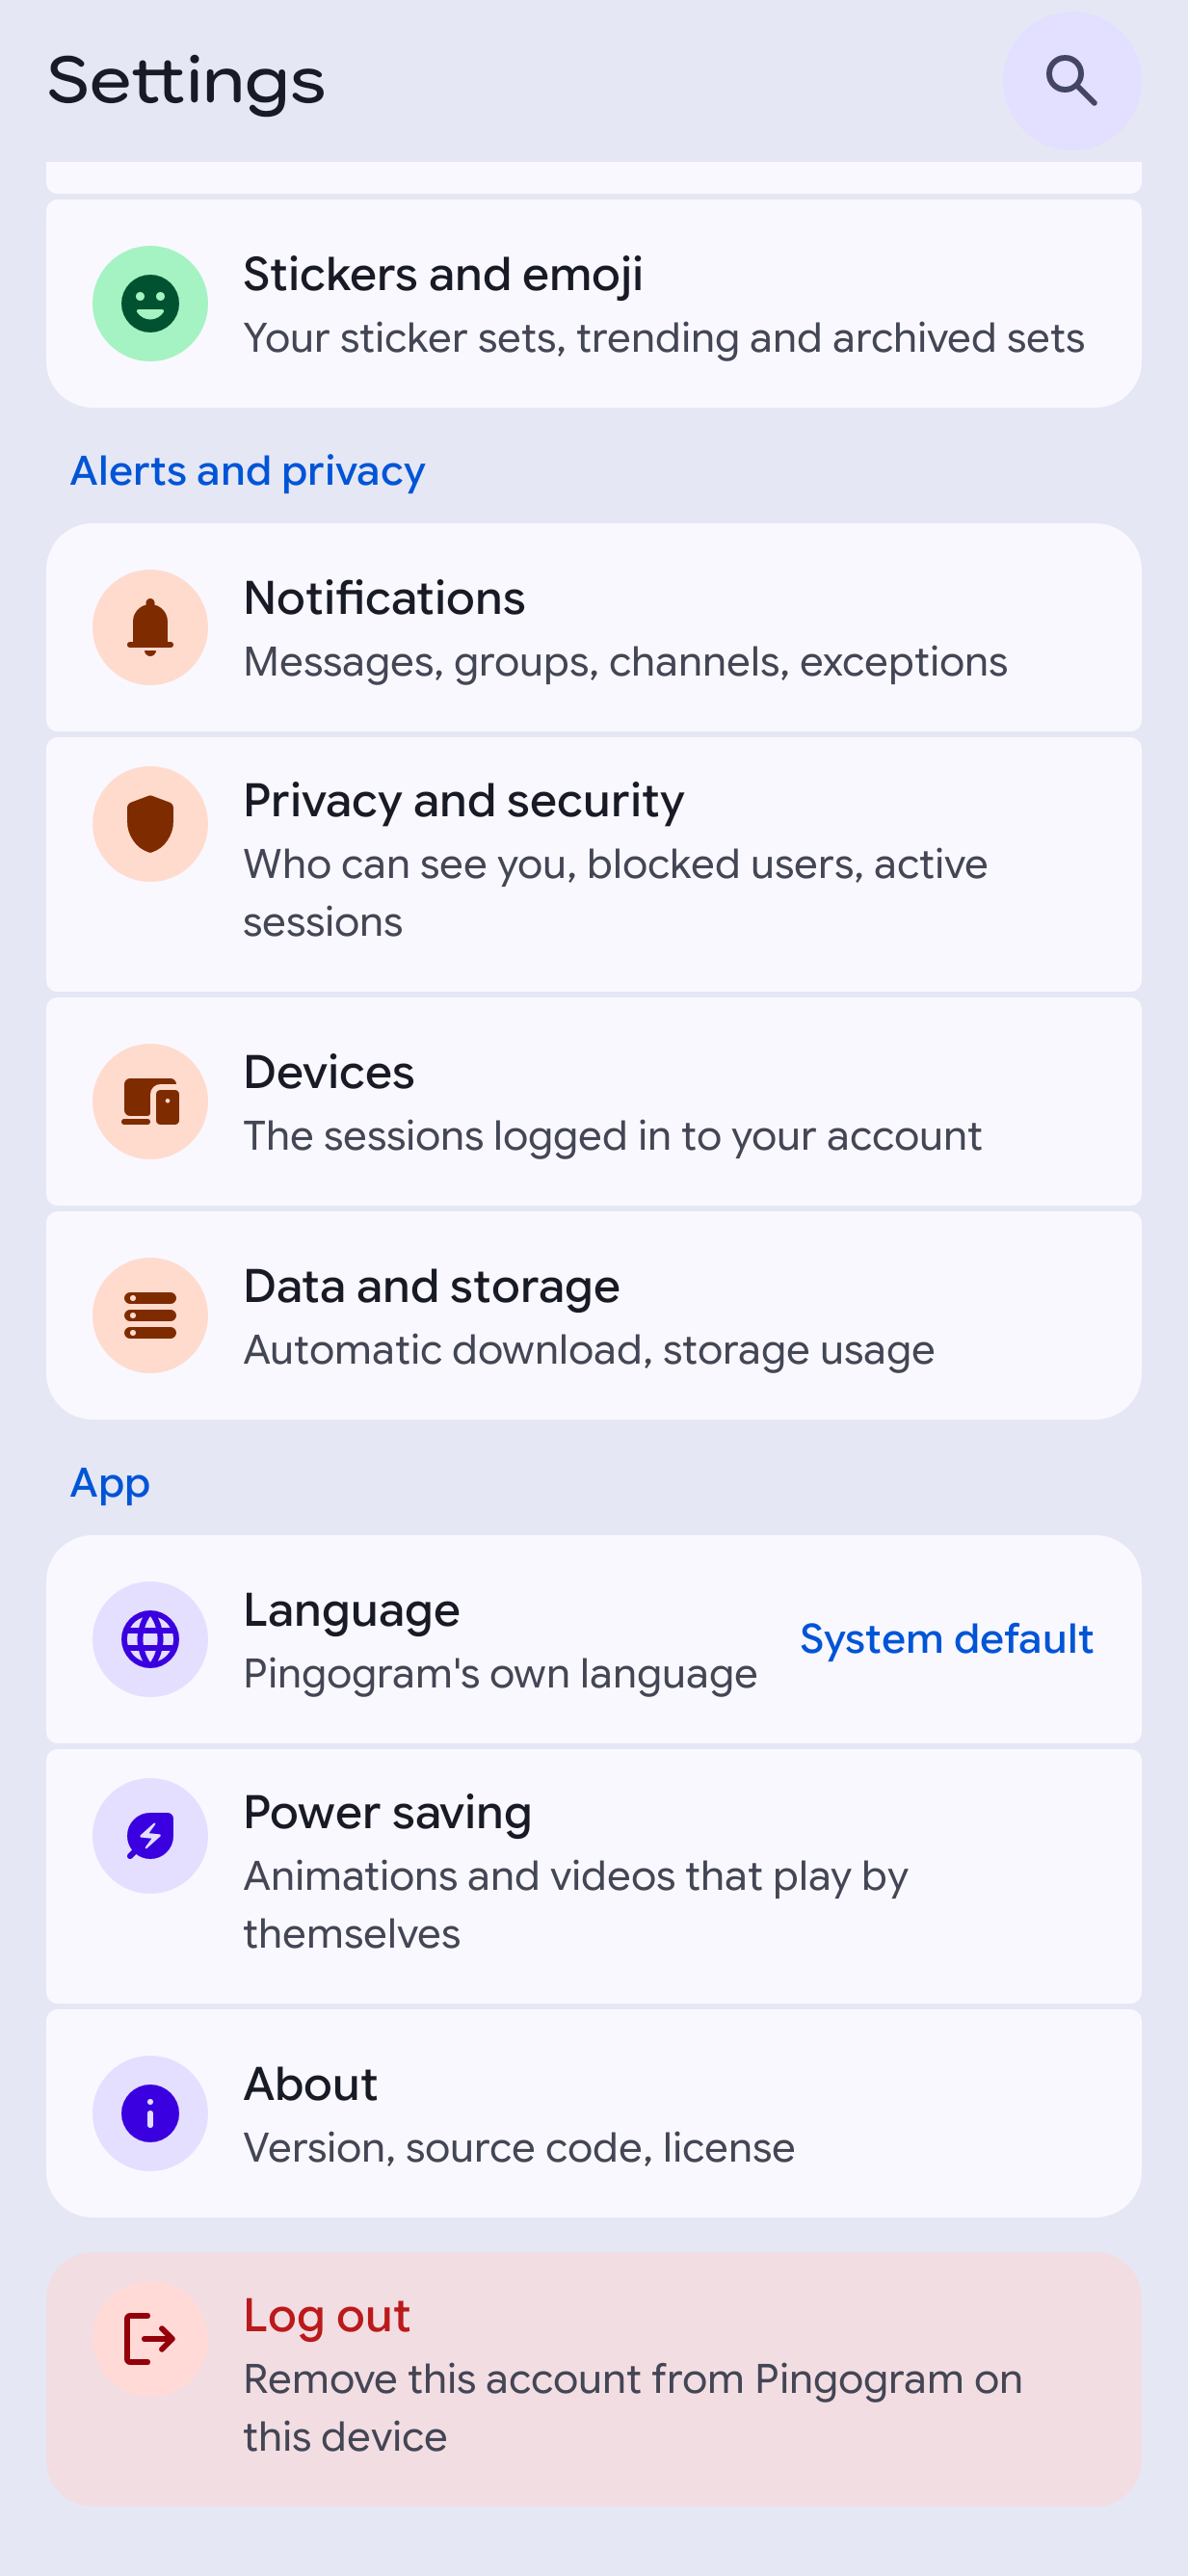 Settings
Stickers and emoji
Your sticker sets, trending and archived sets
Alerts and privacy
Notifications
Messages, groups, channels, exceptions
Privacy and security
Who can see you, blocked users, active
sessions
Devices
The sessions logged in to your account
Data and storage
Automatic download, storage usage
App
Language
Pingogram's own language
System default
Power saving
Animations and videos that play by
themselves
About
Version, source code, license
Log out
Remove this account from Pingogram on
this device